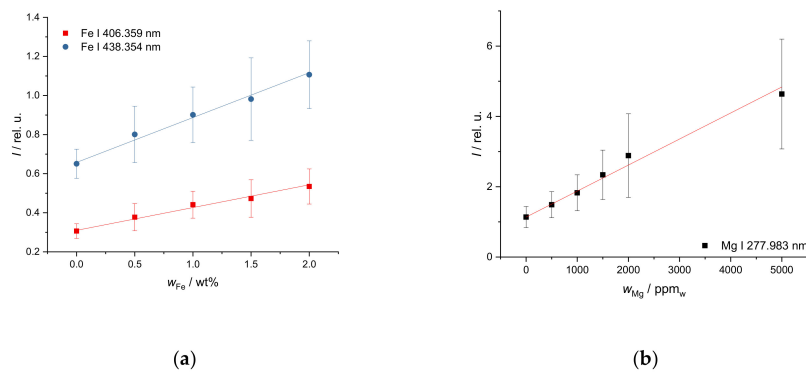 1.4
1.2
1.0
0.8
0.6
0.4
0.2
I / rel. u.
Fe I 406.359 nm
Fe I 438.354 nm
0.0 0.5 1.0 1.5 2.0
wFe / wt%
(a)
6
4
2
0
I / rel. u.
Mg I 277.983 nm
0 1000 2000 3000 4000 5000
wMg / ppmw
(b)